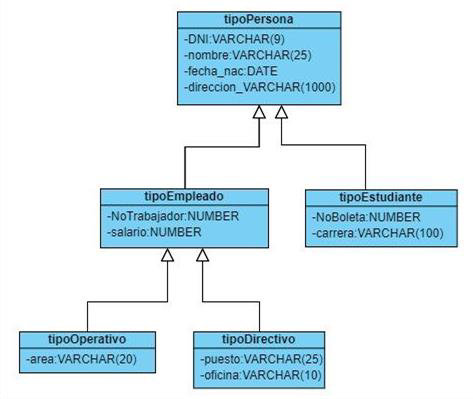 tipoPersona
-DNI:VARCHAR(9)
-nombre:VARCHAR(25)
-fecha_nac:DATE
-direccion_VARCHAR(1000)
tipoEmpleado
-NoTrabajador:NUMBER
-salario:NUMBER
tipoEstudiante
-NoBoleta:NUMBER
-carrera:VARCHAR(100)
tipoOperativo
-area:VARCHAR(20)
tipoDirectivo
-puesto:VARCHAR(25)
-oficina:VARCHAR(10)